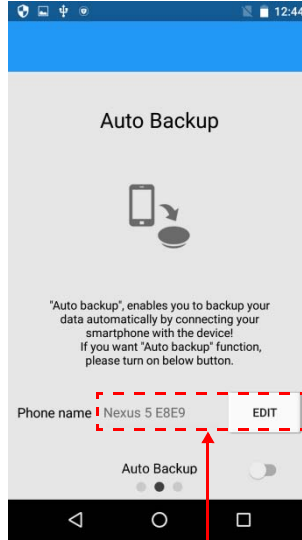 12:44
Auto Backup
"Auto backup", enables you to backup your
data automatically by connecting your
smartphone with the device!
If you want "Auto backup" function,
please turn on below button.
Phone name Nexus 5 E8E9 EDIT
Auto Backup